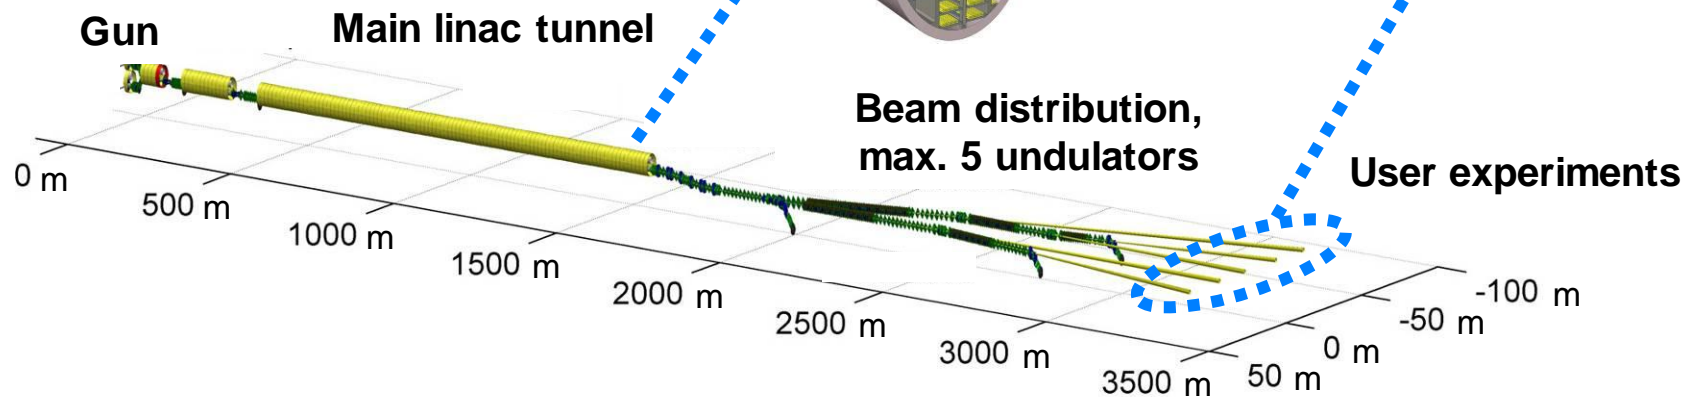 Gun
Main linac tunnel
Beam distribution,
max. 5 undulators
User experiments
0 m
500 m
1000 m
1500 m
2000 m
2500 m
3000 m
3500 m
50 m
0 m
-50 m
-100 m